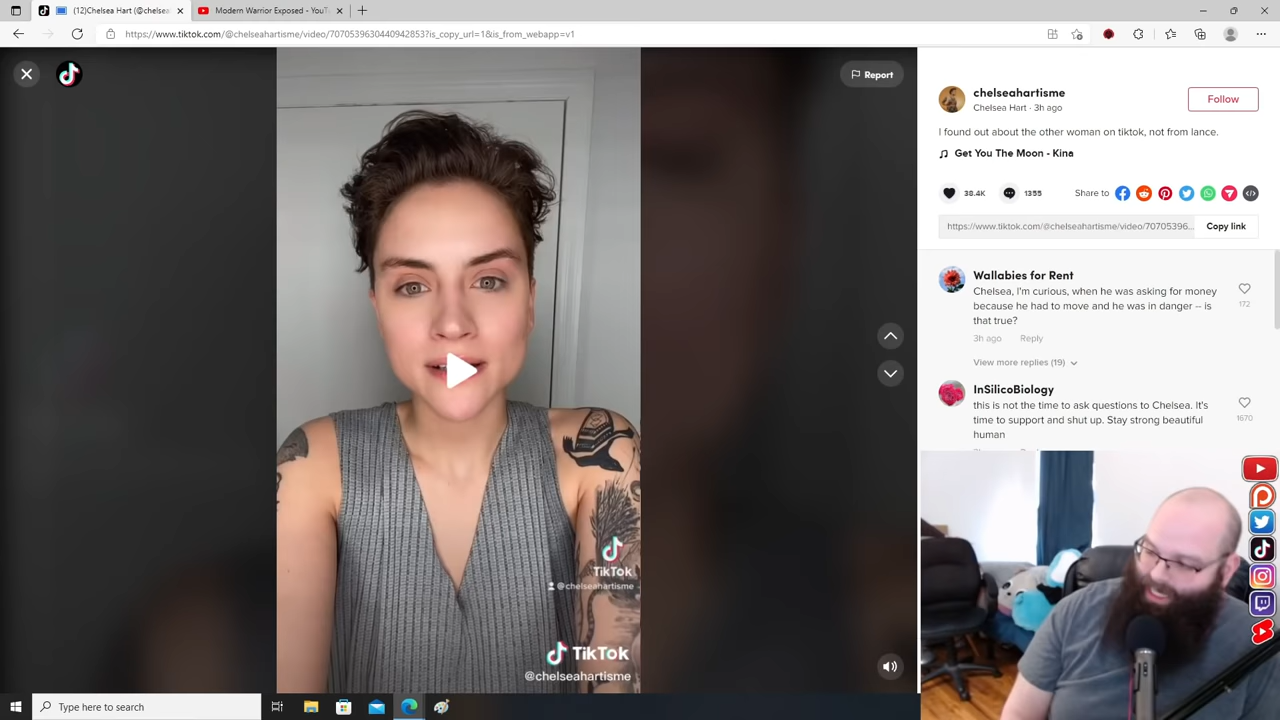 (12)Chelsea Hart (@chelsea
Modern Warrior Exposed - YouT
https://www.tiktok.com/@chelseahartisme/video/7070539630440942853?is_copy_url=1&is_from_webapp=v1
Report
chelseahartisme
Chelsea Hart · 3h ago
Follow
I found out about the other woman on tiktok, not from lance.
Get You The Moon - Kina
38.4K
1355
Share to
https://www.tiktok.com/@chelseahartisme/video/70705396...
Copy link
Wallabies for Rent
Chelsea, I'm curious, when he was asking for money
because he had to move and he was in danger -- is
that true?
172
3h ago
Reply
View more replies (19)
InSilicoBiology
this is not the time to ask questions to Chelsea. It's
time to support and shut up. Stay strong beautiful
human
1670
TikTok
@chelseahartisme
TikTok
@chelseahartisme
Type here to search